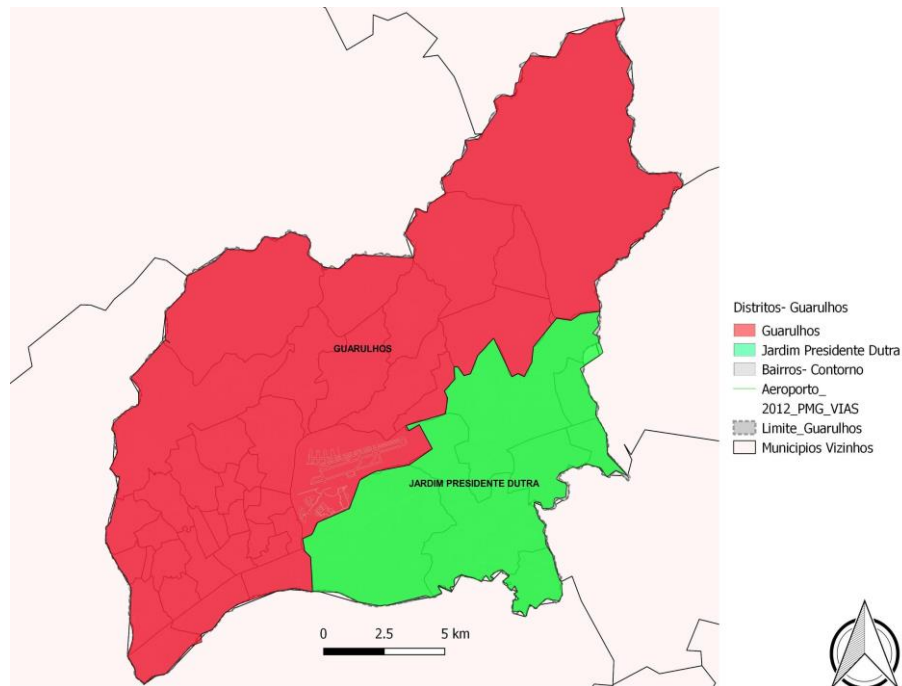 GUARULHOS
JARDIM PRESIDENTE DUTRA
0 2.5 5 km
Distritos- Guarulhos
Guarulhos
Jardim Presidente Dutra
Bairros- Contorno
Aeroporto_
2012_PMG_VIAS
Limite_Guarulhos
Municipios Vizinhos